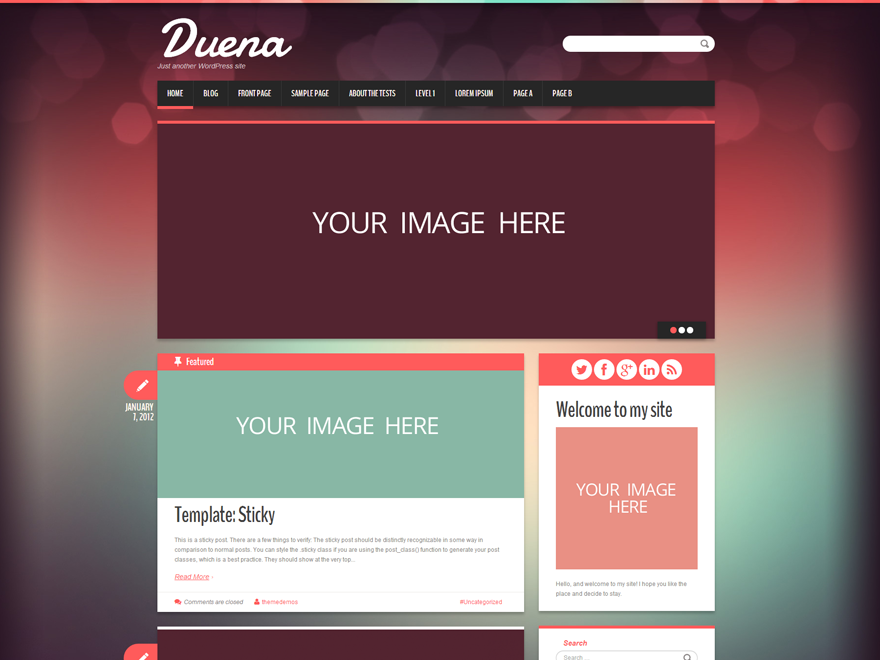 Duena
Just another WordPress site
HOME BLOG FRONT PAGE SAMPLE PAGE ABOUT THE TESTS LEVEL 1 LOREM IPSUM PAGE A PAGE B
YOUR IMAGE HERE
Featured
JANUARY
7, 2012
YOUR IMAGE HERE
Template: Sticky
This is a sticky post. There are a few things to verify: The sticky post should be distinctly recognizable in some way in
comparison to normal posts. You can style the .sticky class if you are using the post_class() function to generate your post
classes, which is a best practice. They should show at the very top...
Read More ›
Comments are closed themedemos #Uncategorized
Welcome to my site
YOUR IMAGE
HERE
Hello, and welcome to my site! I hope you like the
place and decide to stay.
Search
Search ...